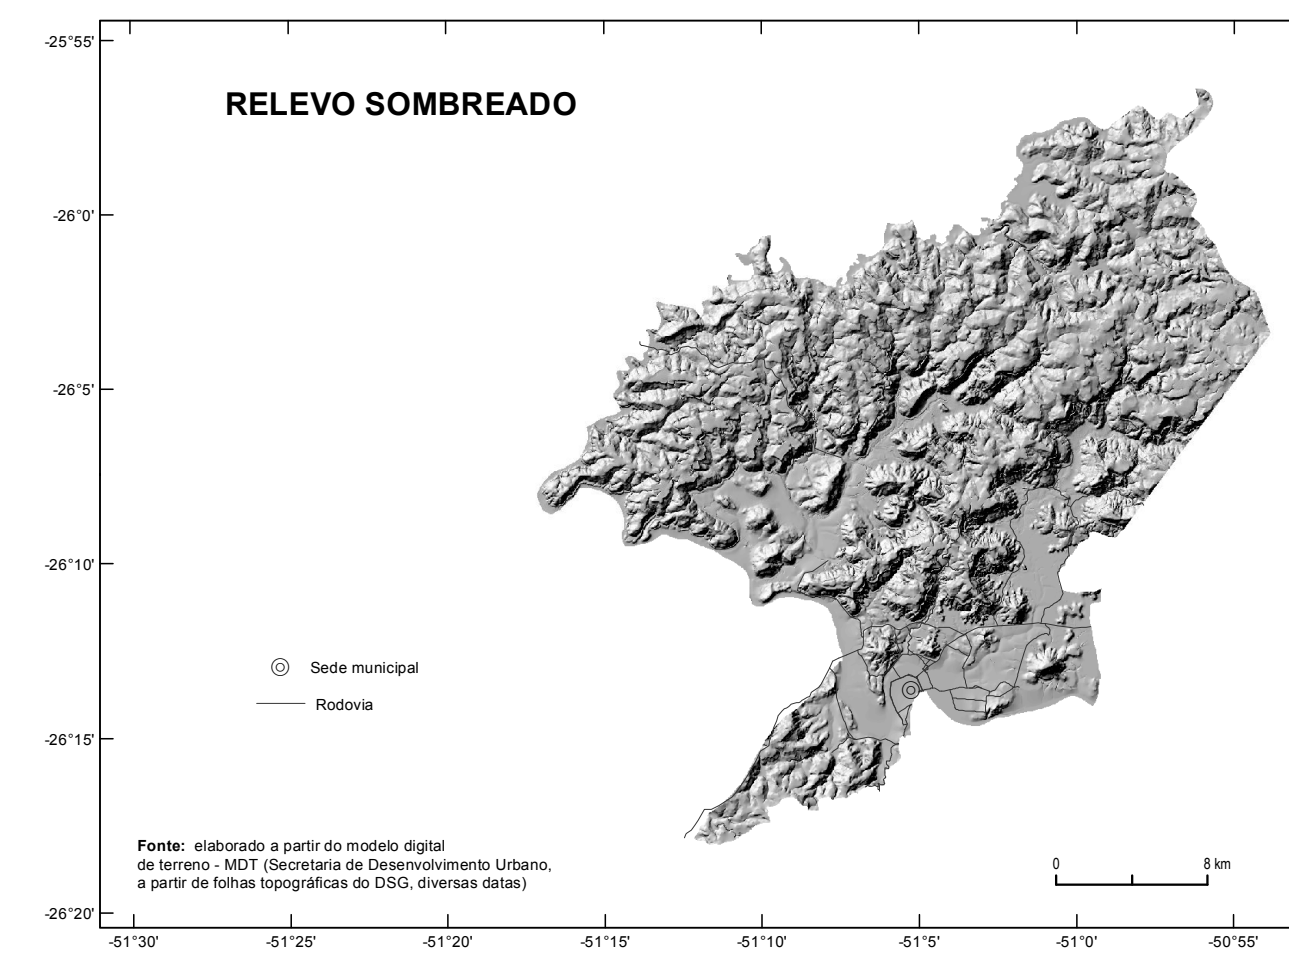 -25°55'
RELEVO SOMBREADO
-26°0'
-26°5'
-26°10'
Sede municipal
Rodovia
-26°15'
Fonte: elaborado a partir do modelo digital
de terreno - MDT (Secretaria de Desenvolvimento Urbano,
a partir de folhas topográficas do DSG, diversas datas)
0 8 km
-26°20'
-51°30' -51°25' -51°20' -51°15' -51°10' -51°5' -51°0' -50°55'